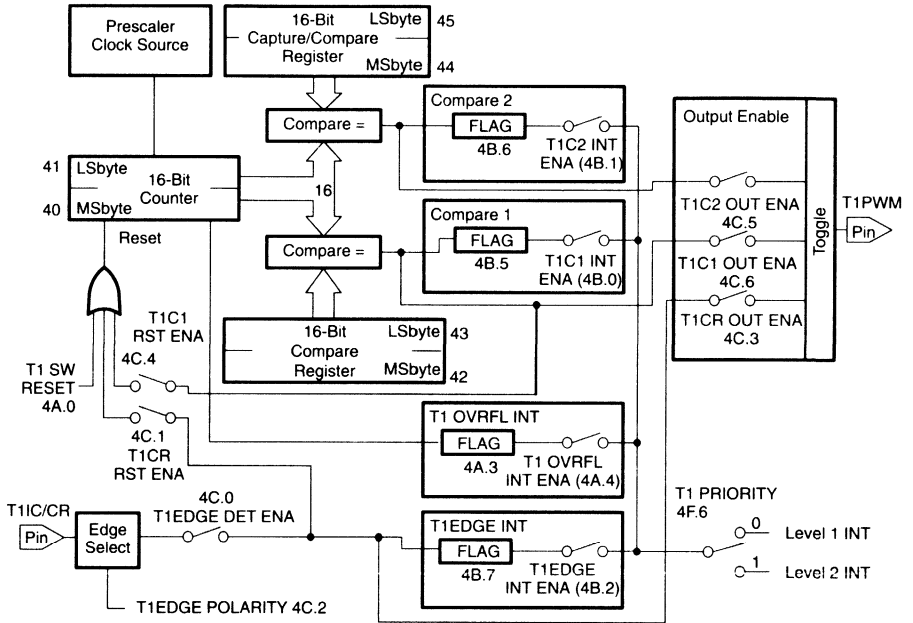 Prescaler
Clock Source
16-Bit
Capture/Compare
Register
LSbyte
MSbyte
45
44
Compare =
Compare 2
FLAG
4B.6
T1C2 INT
ENA (4B.1)
Output Enable
T1C2 OUT ENA
4C.5
T1C1 OUT ENA
4C.6
T1CR OUT ENA
4C.3
Toggle
T1PWM
Pin
41
40
LSbyte
16-Bit
Counter
MSbyte
Reset
16
Compare =
Compare 1
FLAG
4B.5
T1C1 INT
ENA (4B.0)
16-Bit
Compare
Register
LSbyte
MSbyte
43
42
T1C1
RST ENA
4C.4
T1 SW
RESET
4A.0
4C.1
T1CR
RST ENA
T1 OVRFL INT
FLAG
4A.3
T1 OVRFL
INT ENA (4A.4)
T1IC/CR
Pin
Edge
Select
4C.0
T1EDGE DET ENA
T1EDGE POLARITY 4C.2
T1EDGE INT
FLAG
4B.7
T1EDGE
INT ENA (4B.2)
T1 PRIORITY
4F.6
0
Level 1 INT
1
Level 2 INT